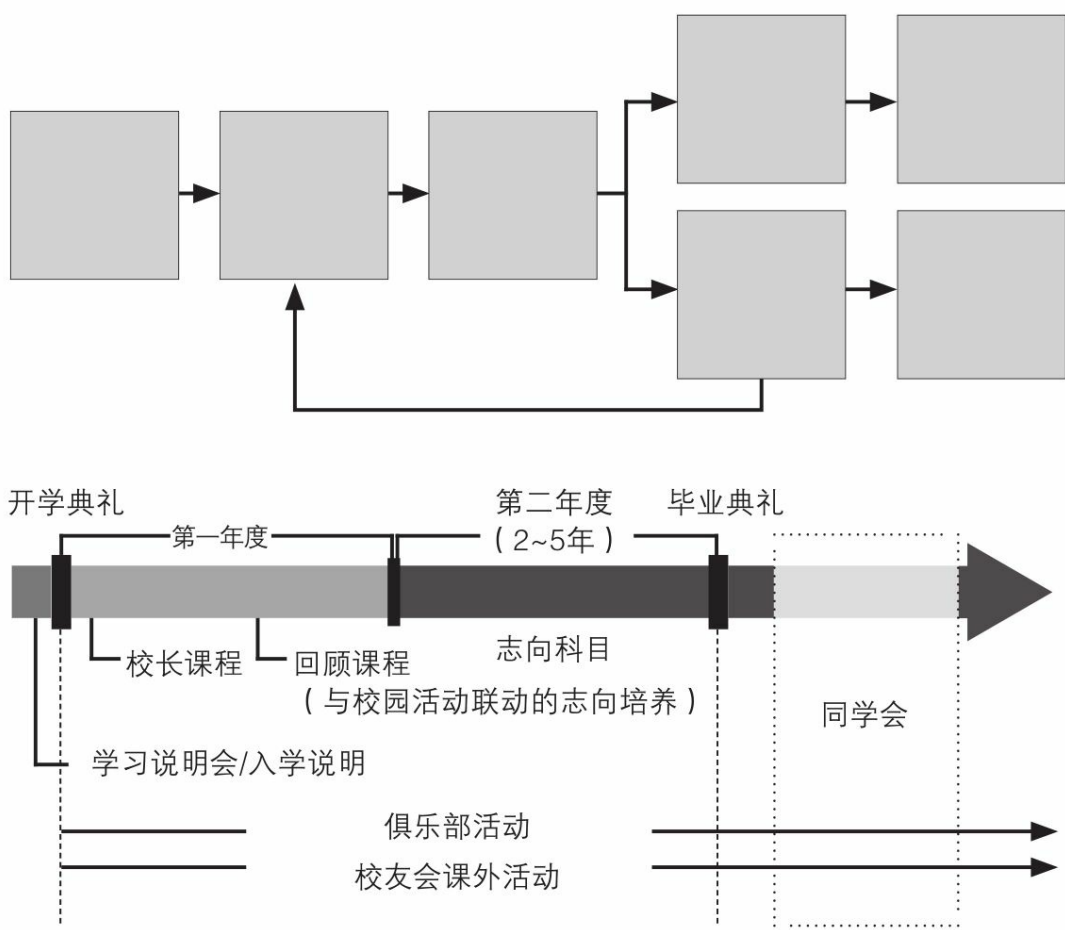 开学典礼
第一年度
第二年度
（2~5年）
毕业典礼
校长课程
回顾课程
志向科目
（与校园活动联动的志向培养）
同学会
学习说明会/入学说明
俱乐部活动
校友会课外活动